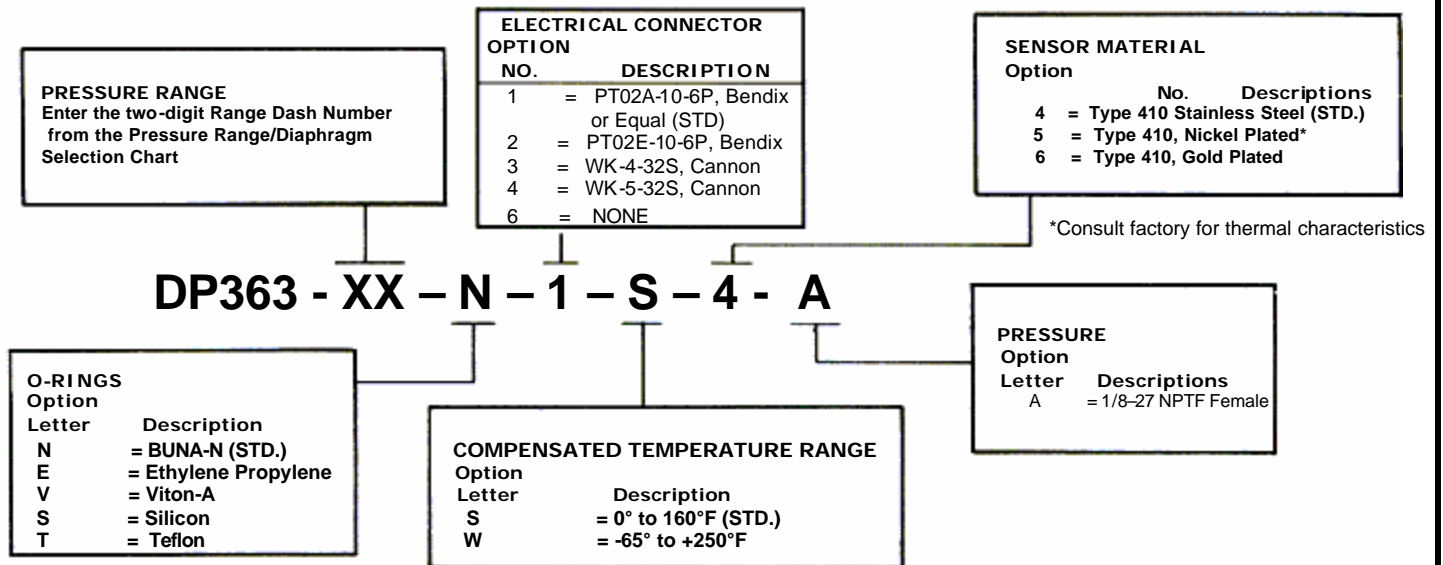 PRESSURE RANGE
Enter the two-digit Range Dash Number
from the Pressure Range/Diaphragm
Selection Chart
ELECTRICAL CONNECTOR
OPTION
NO. DESCRIPTION
1 = PT02A-10-6P, Bendix
or Equal (STD)
2 = PT02E-10-6P, Bendix
3 = WK-4-32S, Cannon
4 = WK-5-32S, Cannon
6 = NONE
SENSOR MATERIAL
Option
No. Descriptions
4 = Type 410 Stainless Steel (STD.)
5 = Type 410, Nickel Plated*
6 = Type 410, Gold Plated
*Consult factory for thermal characteristics
DP363 - XX – N – 1 – S – 4 - A
O-RINGS
Option
Letter Description
N = BUNA-N (STD.)
E = Ethylene Propylene
V = Viton-A
S = Silicon
T = Teflon
COMPENSATED TEMPERATURE RANGE
Option
Letter Description
S = 0° to 160°F (STD.)
W = -65° to +250°F
PRESSURE
Option
Letter Descriptions
A = 1/8–27 NPTF Female